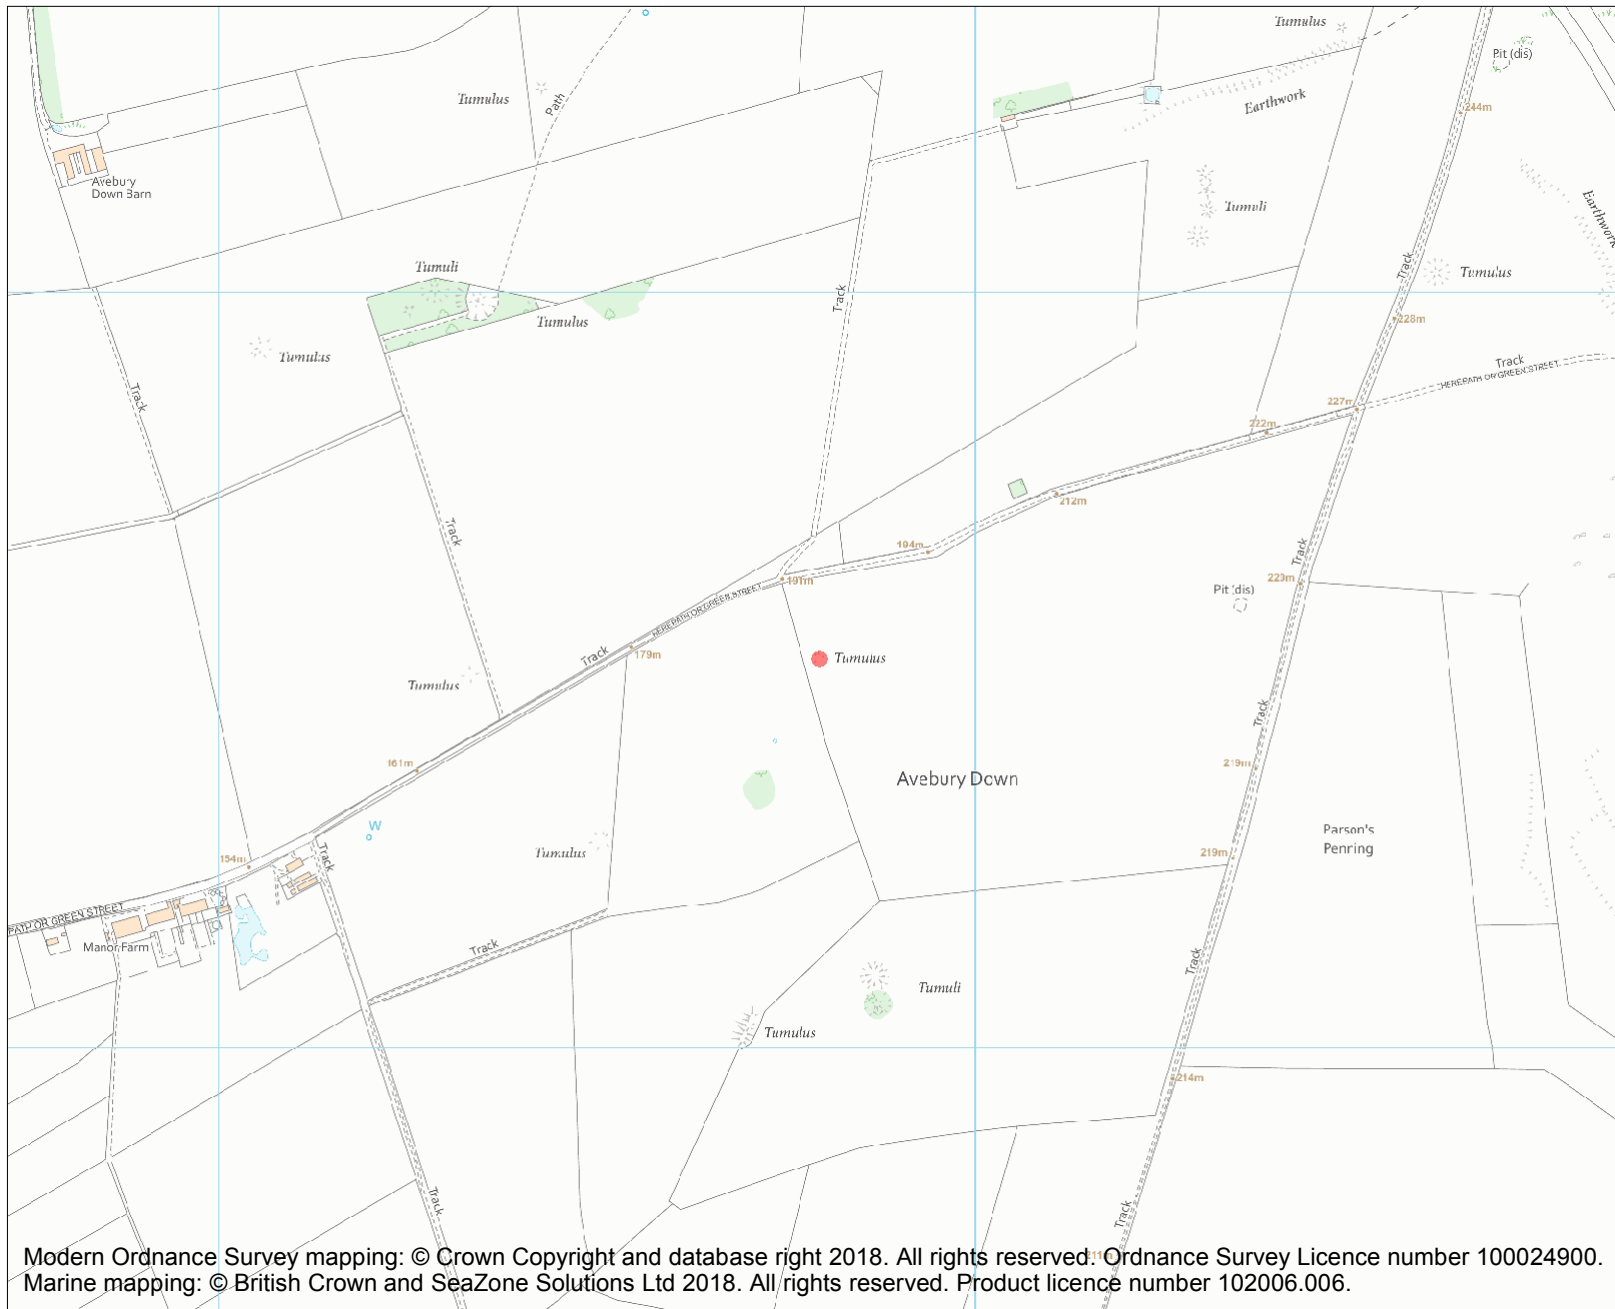 Tumulus
Pit (dis)
Tumulus
Path
Earthwork
244m
Avebury
Down Barn
Tumuli
Earthwork
Tumuli
Track
Tumulus
Track
Tumulus
228m
Tumulus
Track
Track
HEREPATH OR GREEN STREET
227m
222m
212m
Track
194m
Track
191m
220m
Pit (dis)
HEREPATH OR GREEN STREET
Track
179m
Tumulus
Tumulus
Track
161m
219m
Avebury Down
W
Parson's
Penring
Tumulus
219m
154m
Track
PATH OR GREEN STREET
Manor Farm
Track
Track
Tumuli
Tumulus
214m
Track
Track
211m
Modern Ordnance Survey mapping: © Crown Copyright and database right 2018. All rights reserved. Ordnance Survey Licence number 100024900.
Marine mapping: © British Crown and SeaZone Solutions Ltd 2018. All rights reserved. Product licence number 102006.006.